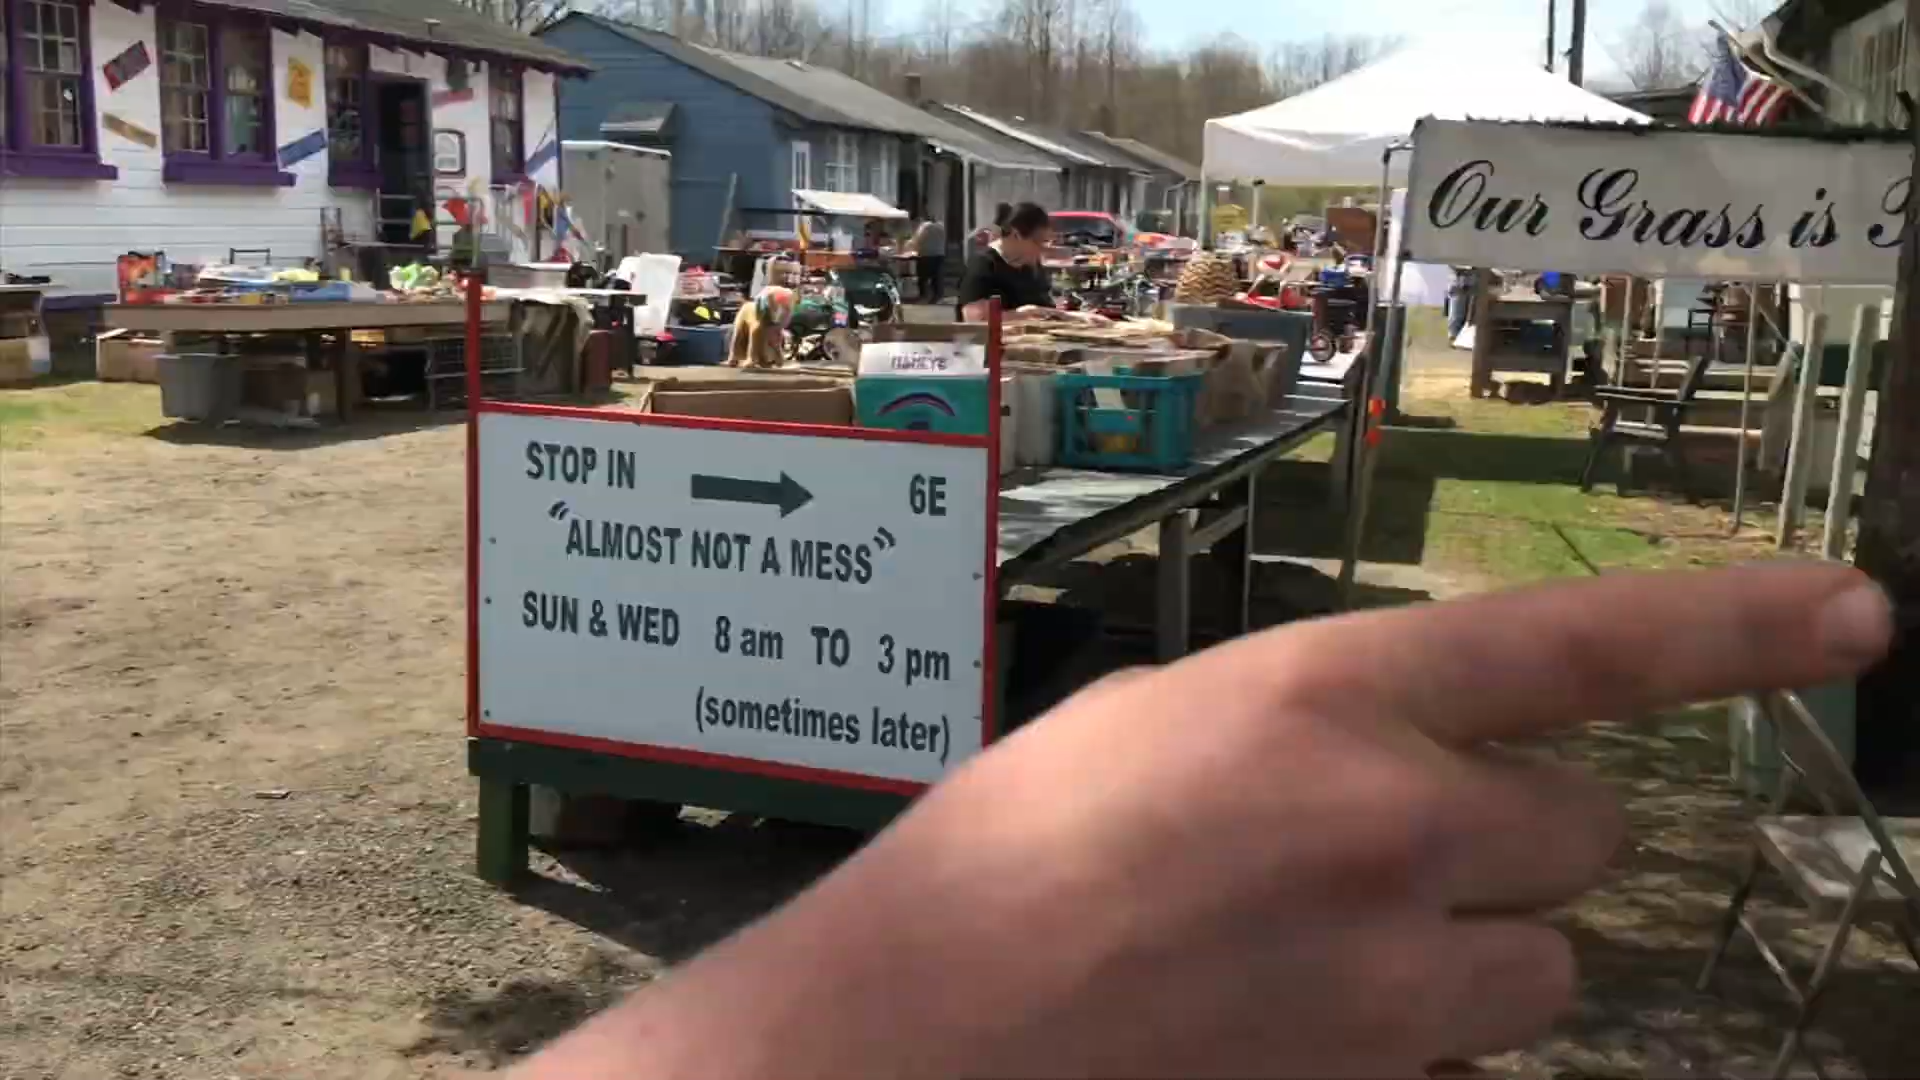 STOP IN → 6E
"ALMOST NOT A MESS"
SUN & WED 8 am TO 3 pm
(sometimes later)
Our Grass is